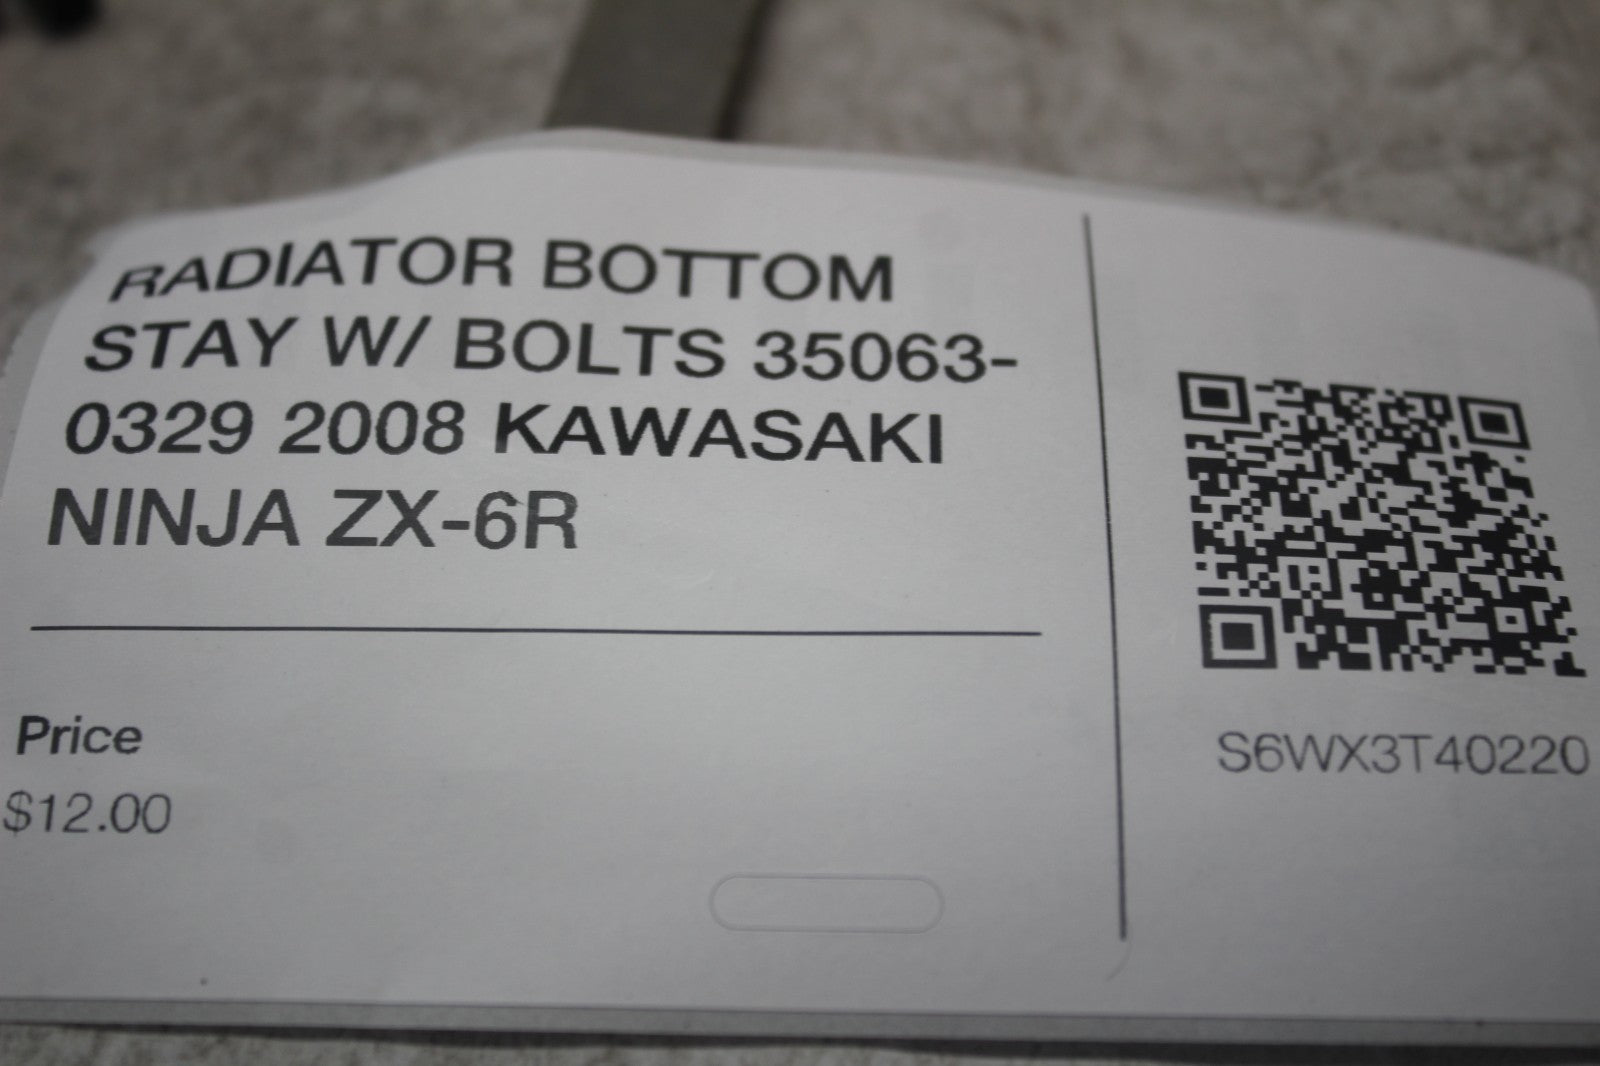 RADIATOR BOTTOM
STAY W/ BOLTS 35063-
0329 2008 KAWASAKI
NINJA ZX-6R
Price
$12.00
S6WX3T40220